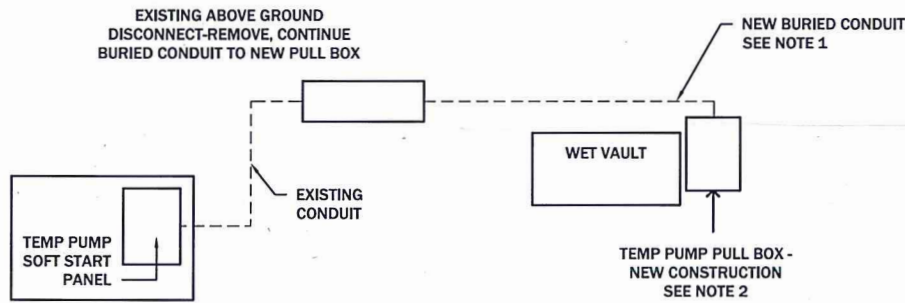 EXISTING ABOVE GROUND
DISCONNECT-REMOVE, CONTINUE
BURIED CONDUIT TO NEW PULL BOX
NEW BURIED CONDUIT
SEE NOTE 1
WET VAULT
EXISTING
CONDUIT
TEMP PUMP
SOFT START
PANEL
TEMP PUMP PULL BOX -
NEW CONSTRUCTION
SEE NOTE 2